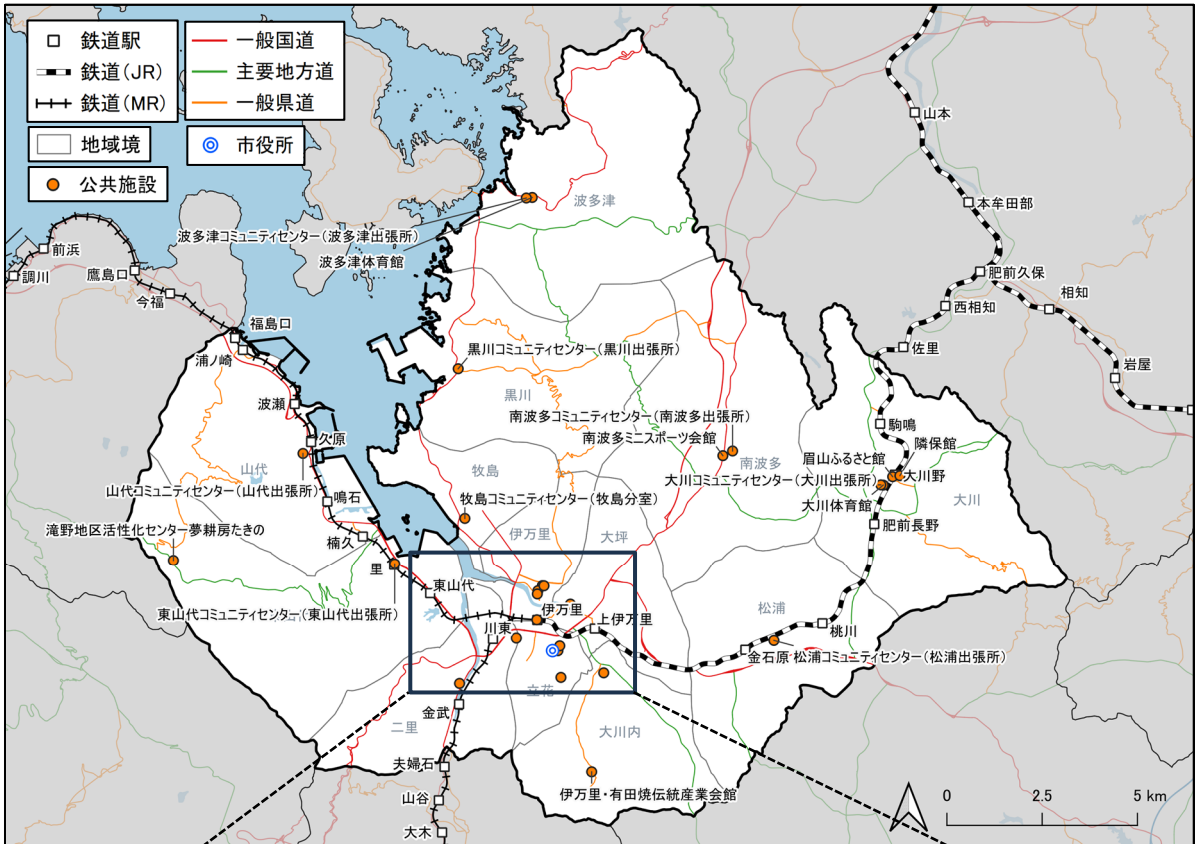 鉄道駅
鉄道(JR)
鉄道(MR)
一般国道
主要地方道
一般県道
地域境
市役所
公共施設
山本
本牟田部
肥前久保
相知
西相知
佐里
岩屋
前浜
調川
鷹島口
今福
福島口
浦ノ崎
波瀬
久原
鳴石
楠久
里
東山代
川東
伊万里
上伊万里
金武
夫婦石
山谷
大木
駒鳴
大川野
肥前長野
桃川
金石原
波多津
波多津コミュニティセンター(波多津出張所)
波多津体育館
黒川コミュニティセンター(黒川出張所)
黒川
南波多コミュニティセンター(南波多出張所)
南波多ミニスポーツ会館
南波多
隣保館
眉山ふるさと館
大川コミュニティセンター(大川出張所)
大川体育館
大川
牧島
牧島コミュニティセンター(牧島分室)
伊万里
大坪
山代
山代コミュニティセンター(山代出張所)
滝野地区活性化センター夢耕房たきの
東山代コミュニティセンター(東山代出張所)
松浦
松浦コミュニティセンター(松浦出張所)
立花
二里
大川内
伊万里・有田焼伝統産業会館
0 2.5 5 km